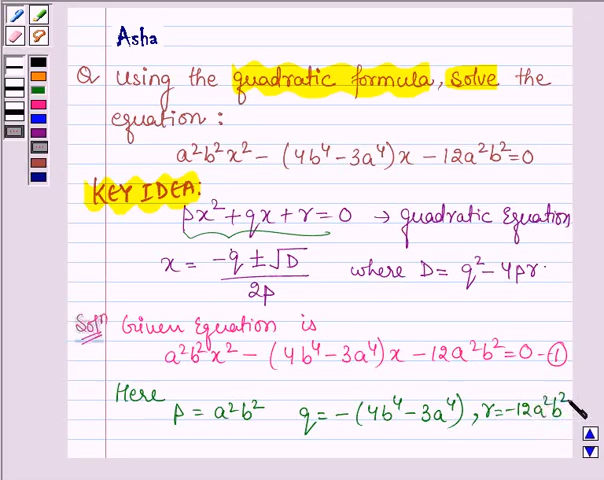 Asha
Q Using the quadratic formula, solve the
equation:
a²b²x² - (4b⁴ - 3a⁴)x - 12a²b² = 0
KEY IDEA:
px² + qx + r = 0 → quadratic Equation
x = (-q ± √D)/2p where D = q² - 4pr.
Solⁿ Given Equation is
a²b²x² - (4b⁴ - 3a⁴)x - 12a²b² = 0 - ①
Here
p = a²b² q = -(4b⁴ - 3a⁴), r = -12a²b²